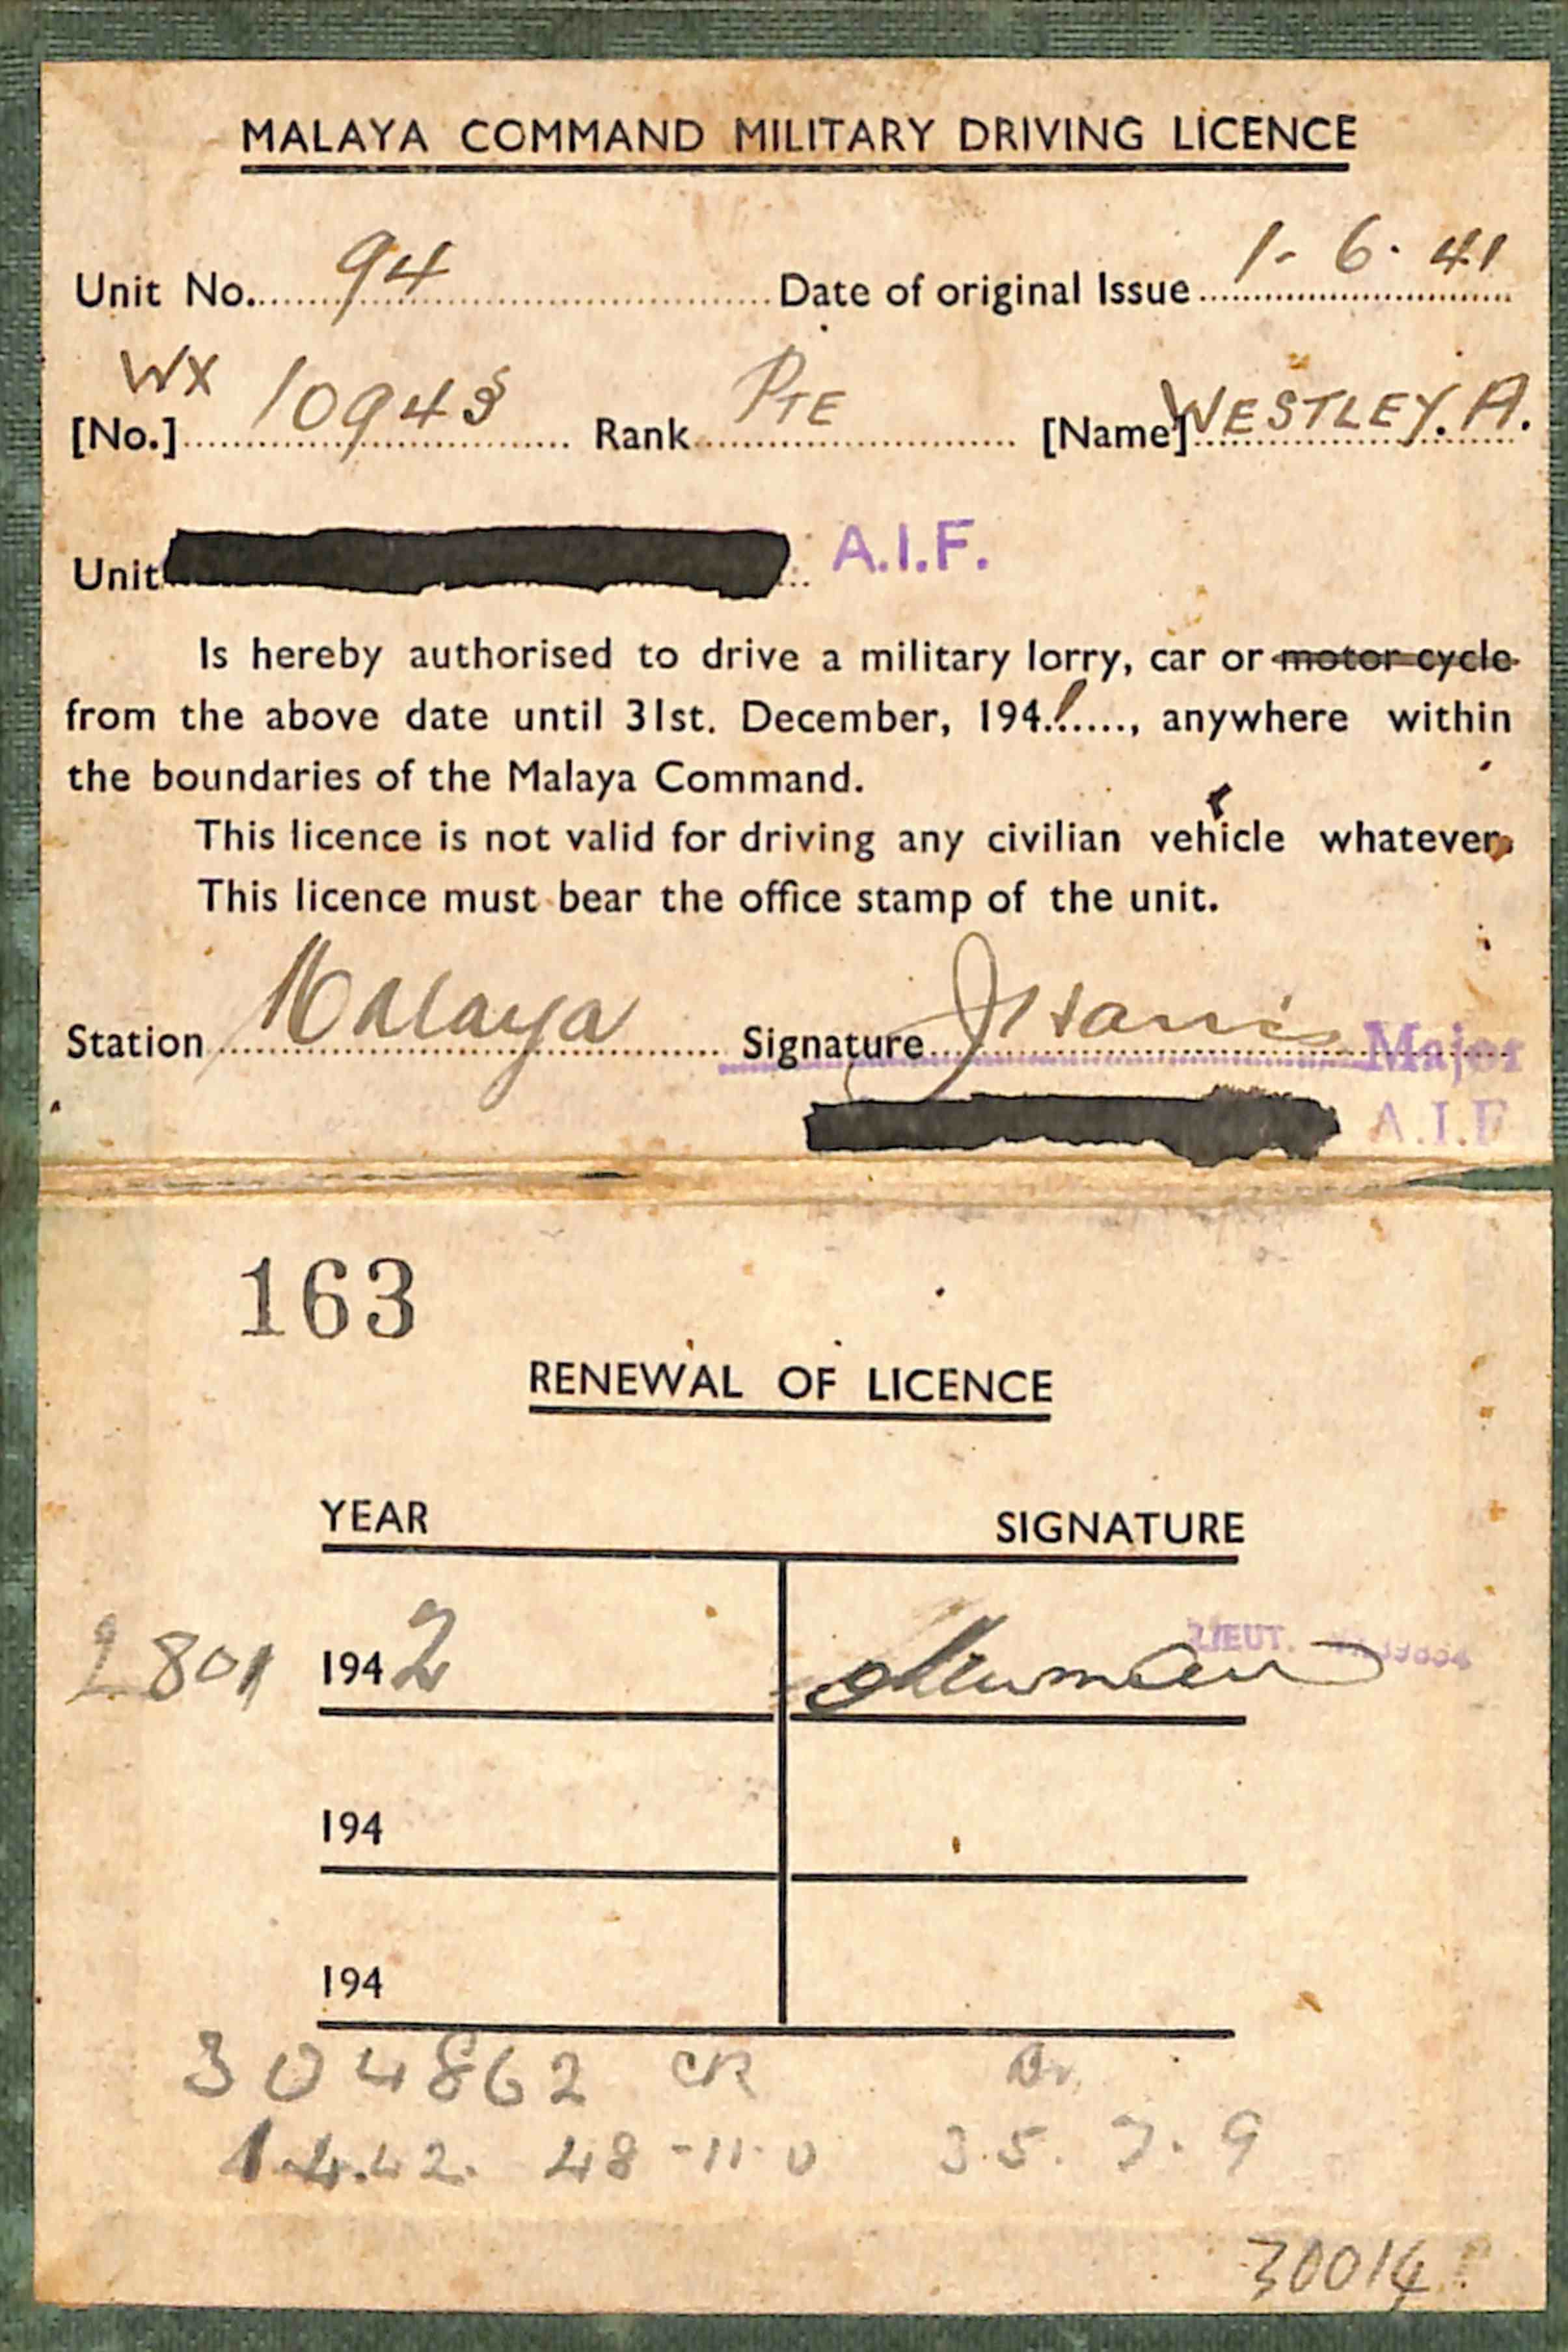 MALAYA COMMAND MILITARY DRIVING LICENCE
Unit No. 94 Date of original Issue 1-6.41
WX
[No.] Rank PTE [Name] WESTLEY. A.
Unit A.I.F.
Is hereby authorised to drive a military lorry, car or motor cycle
from the above date until 31st. December, 1941, anywhere within
the boundaries of the Malaya Command.
This licence is not valid for driving any civilian vehicle whatever.
This licence must bear the office stamp of the unit.
Station Malaya Signature Major
A.I.F
163
RENEWAL OF LICENCE
YEAR SIGNATURE
1942 LIEUT.
194
194
304862 CR Dr.
1.4.42. 48-11-0 35.7.9
30014